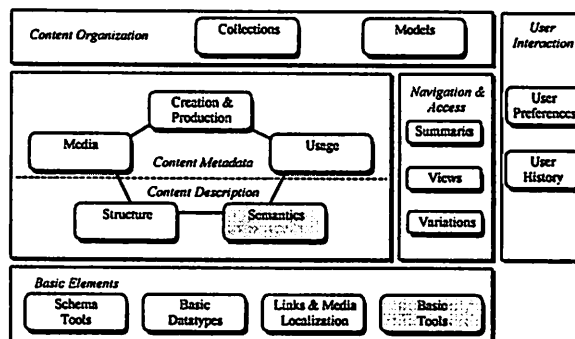 Content Organization
Collections
Models
User
Interaction
Creation &
Production
Media
Usage
Content Metadata
Content Description
Structure
Semantics
Navigation &
Access
Summaries
Views
Variations
User
Preferences
User
History
Basic Elements
Schema
Tools
Basic
Datatypes
Links & Media
Localization
Basic
Tools